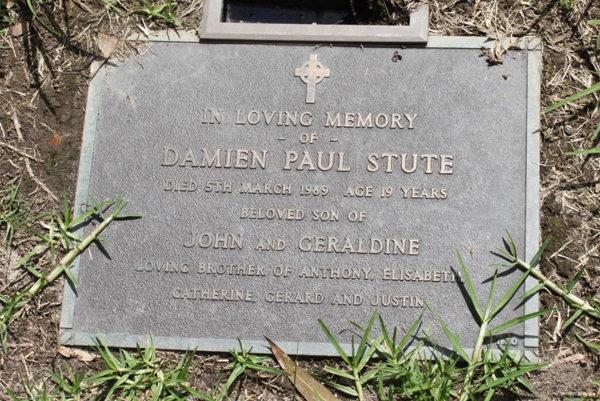 IN LOVING MEMORY
- OF -
DAMIEN PAUL STUTE
DIED 5TH MARCH 1989 AGE 19 YEARS
BELOVED SON OF
JOHN AND GERALDINE
LOVING BROTHER OF ANTHONY, ELISABETH
CATHERINE, GERARD AND JUSTIN